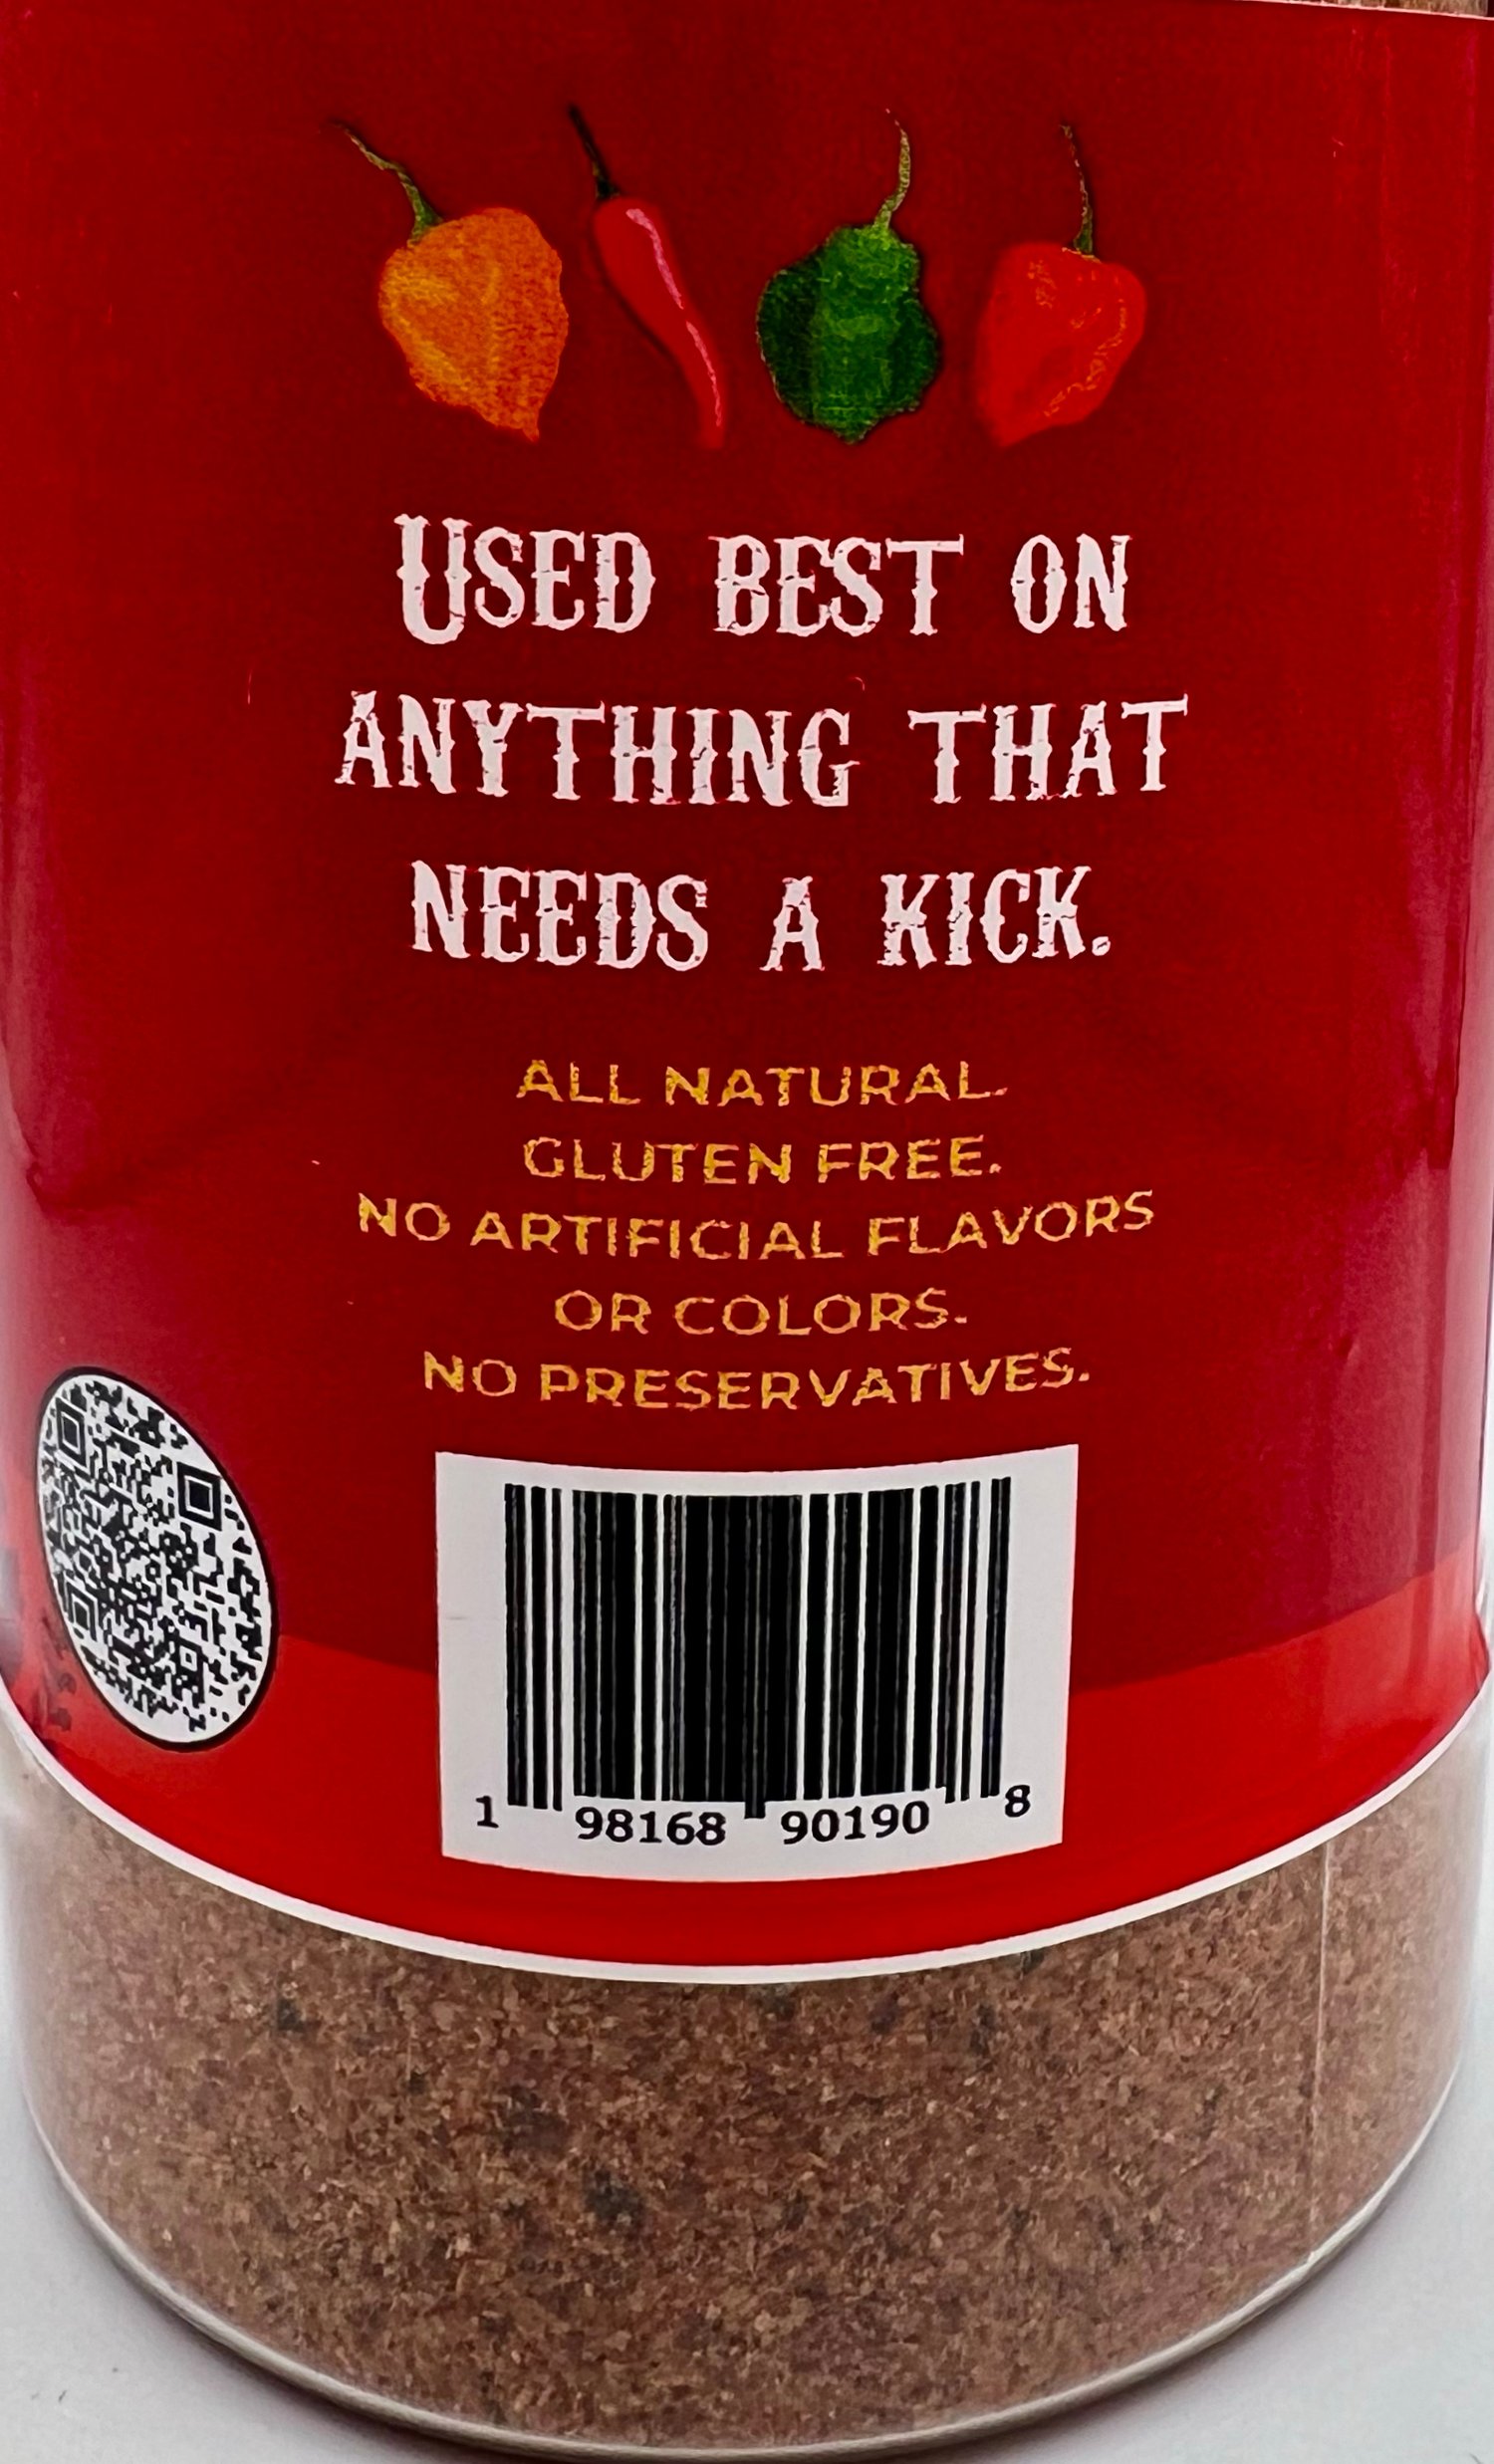 USED BEST ON
ANYTHING THAT
NEEDS A KICK.
ALL NATURAL.
GLUTEN FREE.
NO ARTIFICIAL FLAVORS
OR COLORS.
NO PRESERVATIVES.
1 98168 90190 8